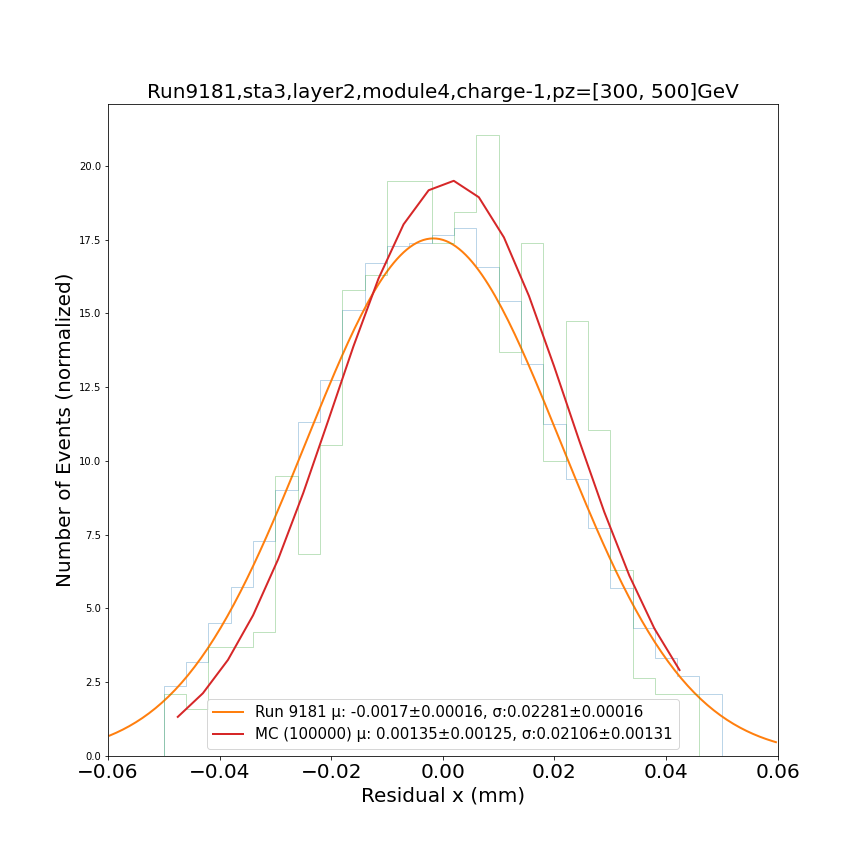 Run9181,sta3,layer2,module4,charge-1,pz=[300, 500]GeV
Number of Events (normalized)
20.0
17.5
15.0
12.5
10.0
7.5
5.0
2.5
0.0
Run 9181 μ: -0.0017±0.00016, σ:0.02281±0.00016
MC (100000) μ: 0.00135±0.00125, σ:0.02106±0.00131
−0.06 −0.04 −0.02 0.00 0.02 0.04 0.06
Residual x (mm)